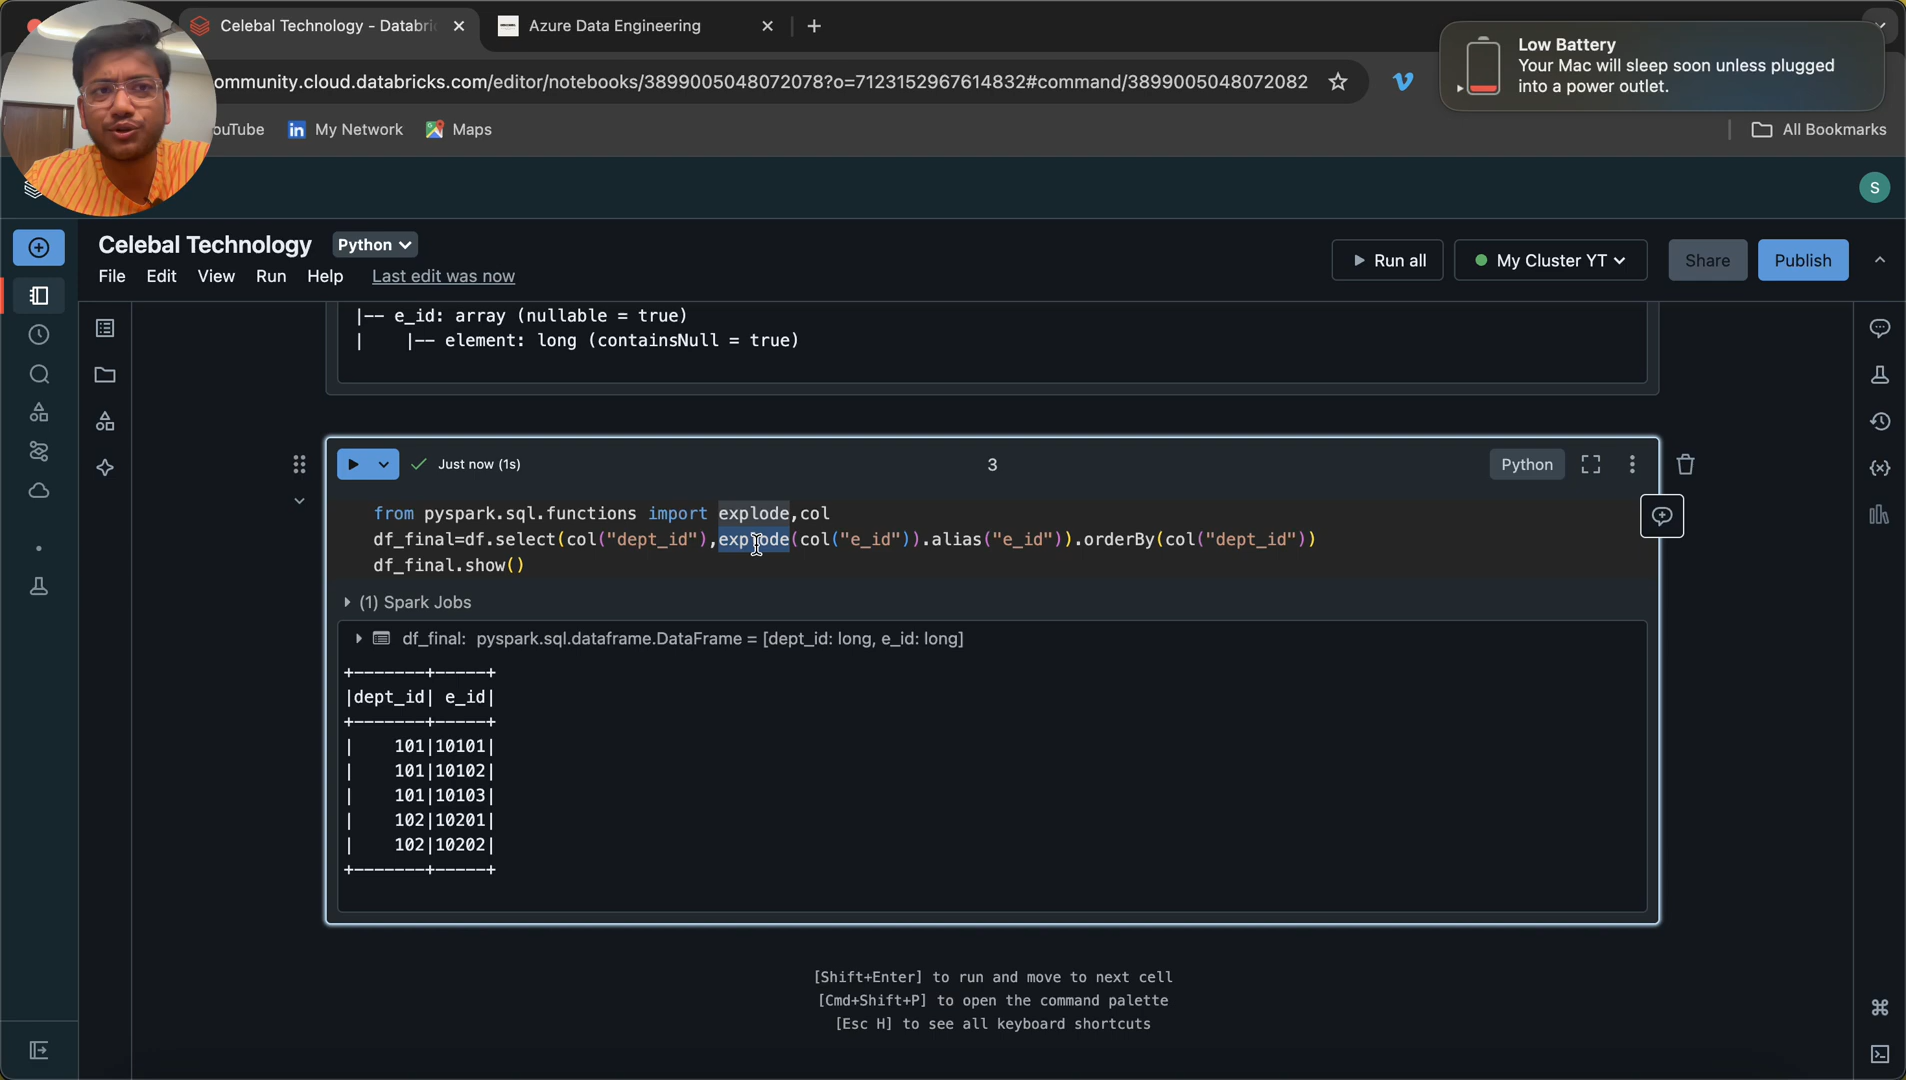 Celebal Technology - Databri
Azure Data Engineering
Low Battery
Your Mac will sleep soon unless plugged
into a power outlet.
ommunity.cloud.databricks.com/editor/notebooks/3899005048072078?o=7123152967614832#command/3899005048072082
ouTube
in My Network
Maps
All Bookmarks
S
Celebal Technology
Python
File Edit View Run Help Last edit was now
Run all
My Cluster YT
Share
Publish
|-- e_id: array (nullable = true)
|    |-- element: long (containsNull = true)
Just now (1s)
3
Python
from pyspark.sql.functions import explode,col
df_final=df.select(col("dept_id"),explode(col("e_id")).alias("e_id")).orderBy(col("dept_id"))
df_final.show()
(1) Spark Jobs
df_final: pyspark.sql.dataframe.DataFrame = [dept_id: long, e_id: long]
+-------+-----+
|dept_id| e_id|
+-------+-----+
|    101|10101|
|    101|10102|
|    101|10103|
|    102|10201|
|    102|10202|
+-------+-----+
[Shift+Enter] to run and move to next cell
[Cmd+Shift+P] to open the command palette
[Esc H] to see all keyboard shortcuts